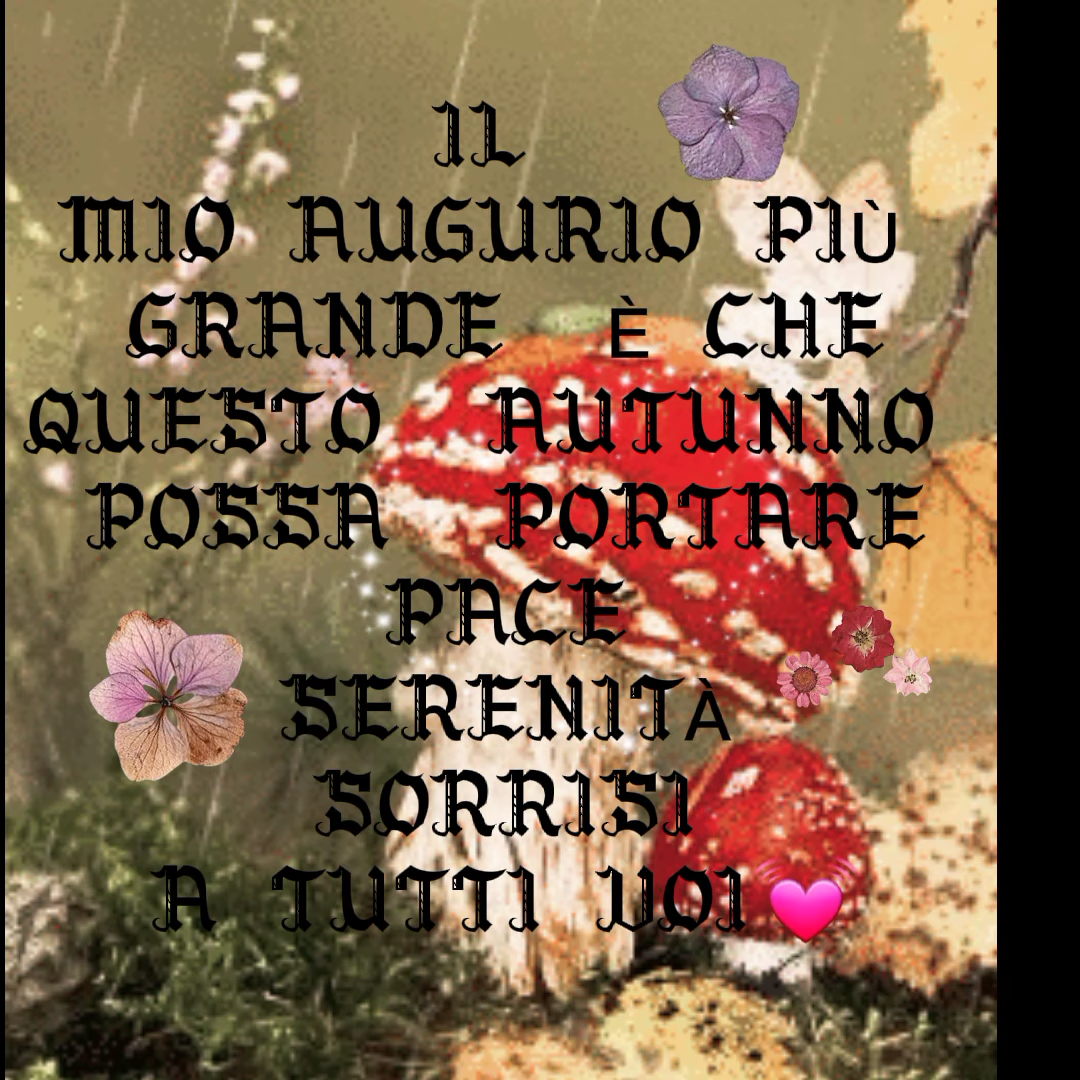 IL
MIO AUGURIO PIÙ
GRANDE È CHE
QUESTO AUTUNNO
POSSA PORTARE
PACE
SERENITÀ
SORRISI
A TUTTI VOI 💓